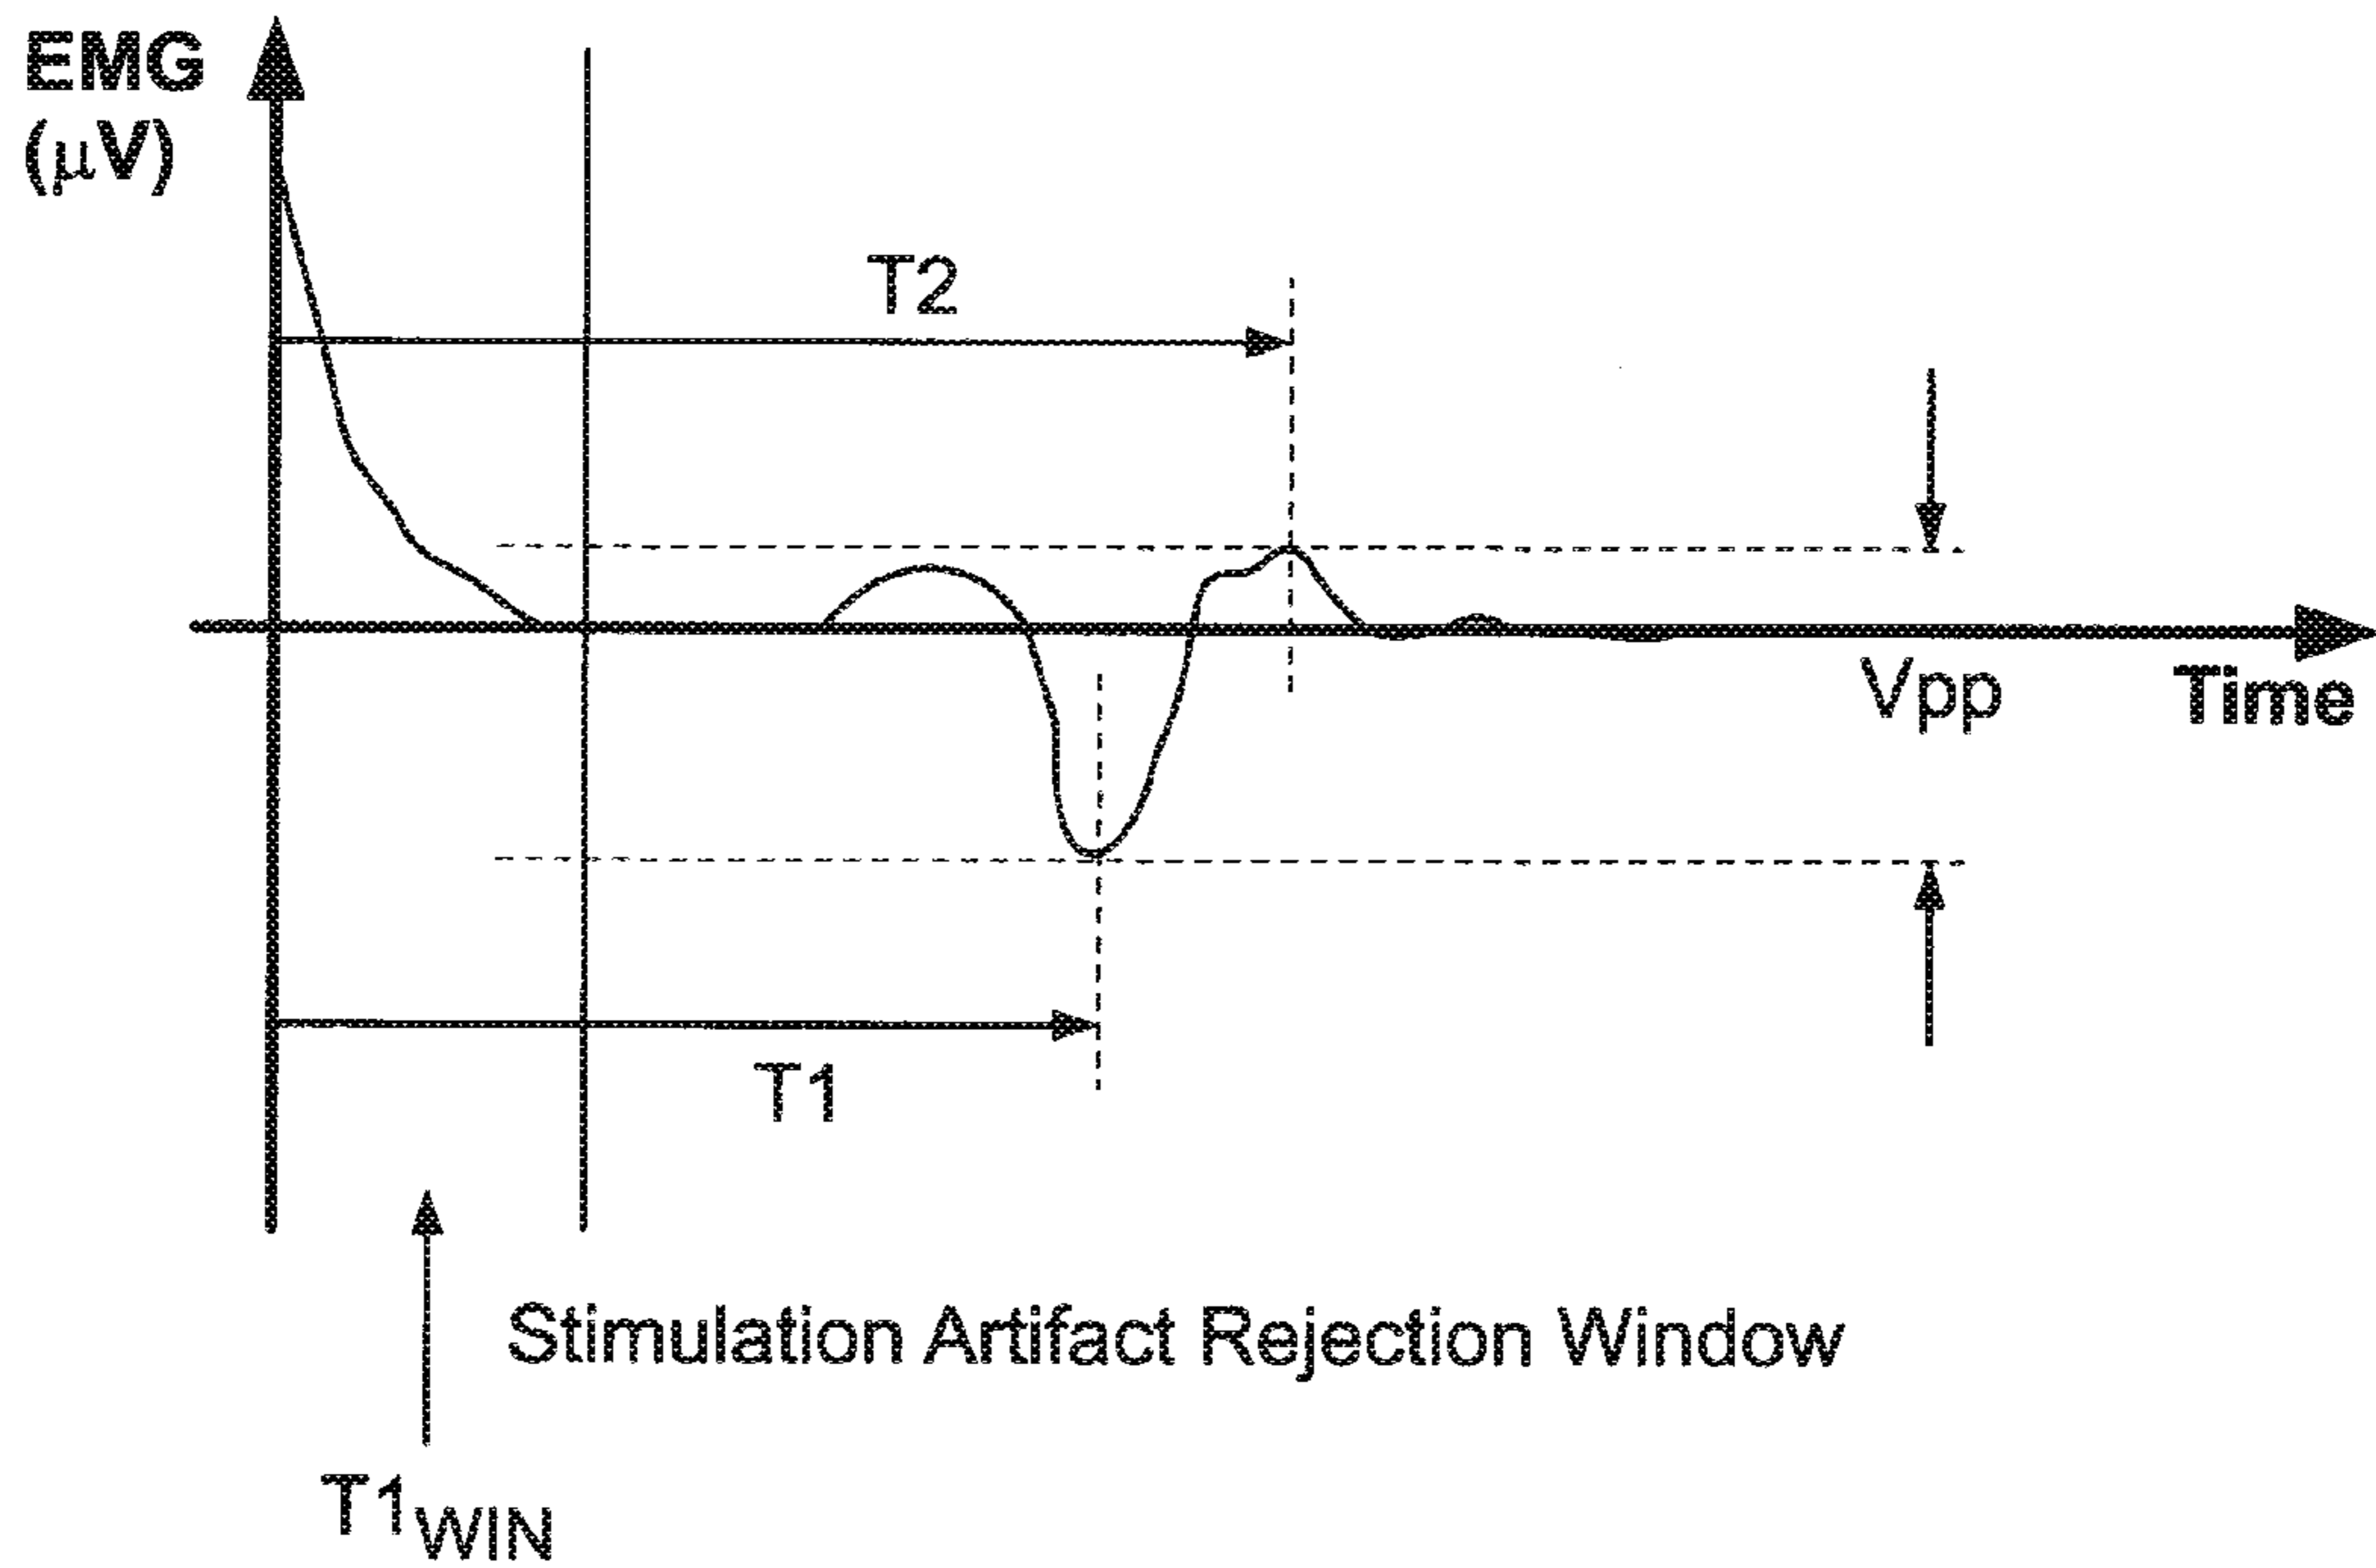 EMG
(μV)
T2
Vpp
Time
T1
Stimulation Artifact Rejection Window
T1WIN